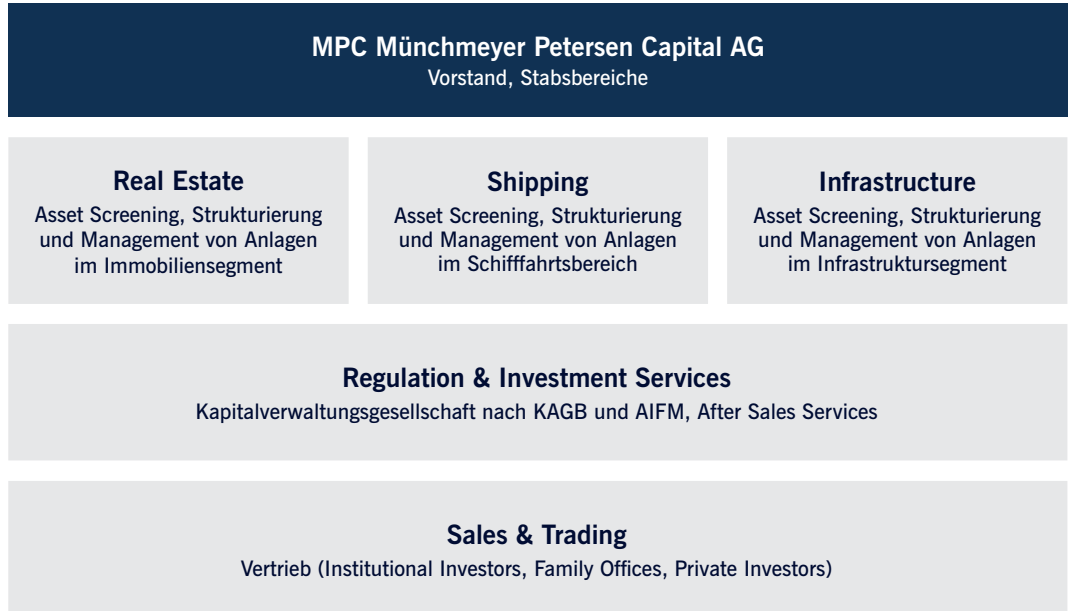 MPC Münchmeyer Petersen Capital AG
Vorstand, Stabsbereiche
Real Estate
Asset Screening, Strukturierung
und Management von Anlagen
im Immobiliensegment
Shipping
Asset Screening, Strukturierung
und Management von Anlagen
im Schifffahrtsbereich
Infrastructure
Asset Screening, Strukturierung
und Management von Anlagen
im Infrastruktursegment
Regulation & Investment Services
Kapitalverwaltungsgesellschaft nach KAGB und AIFM, After Sales Services
Sales & Trading
Vertrieb (Institutional Investors, Family Offices, Private Investors)